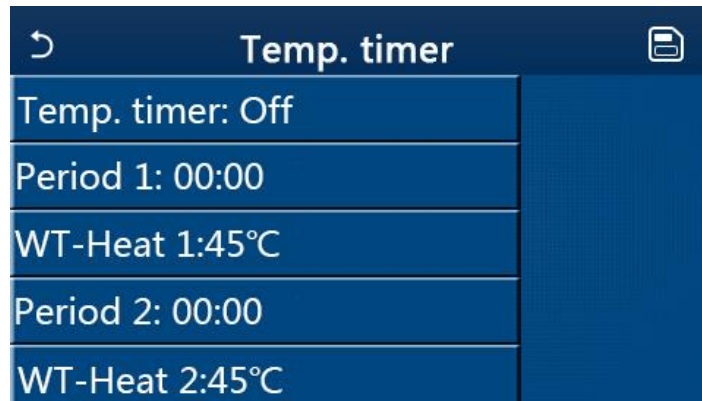 Temp. timer
Temp. timer: Off
Period 1: 00:00
WT-Heat 1:45℃
Period 2: 00:00
WT-Heat 2:45℃